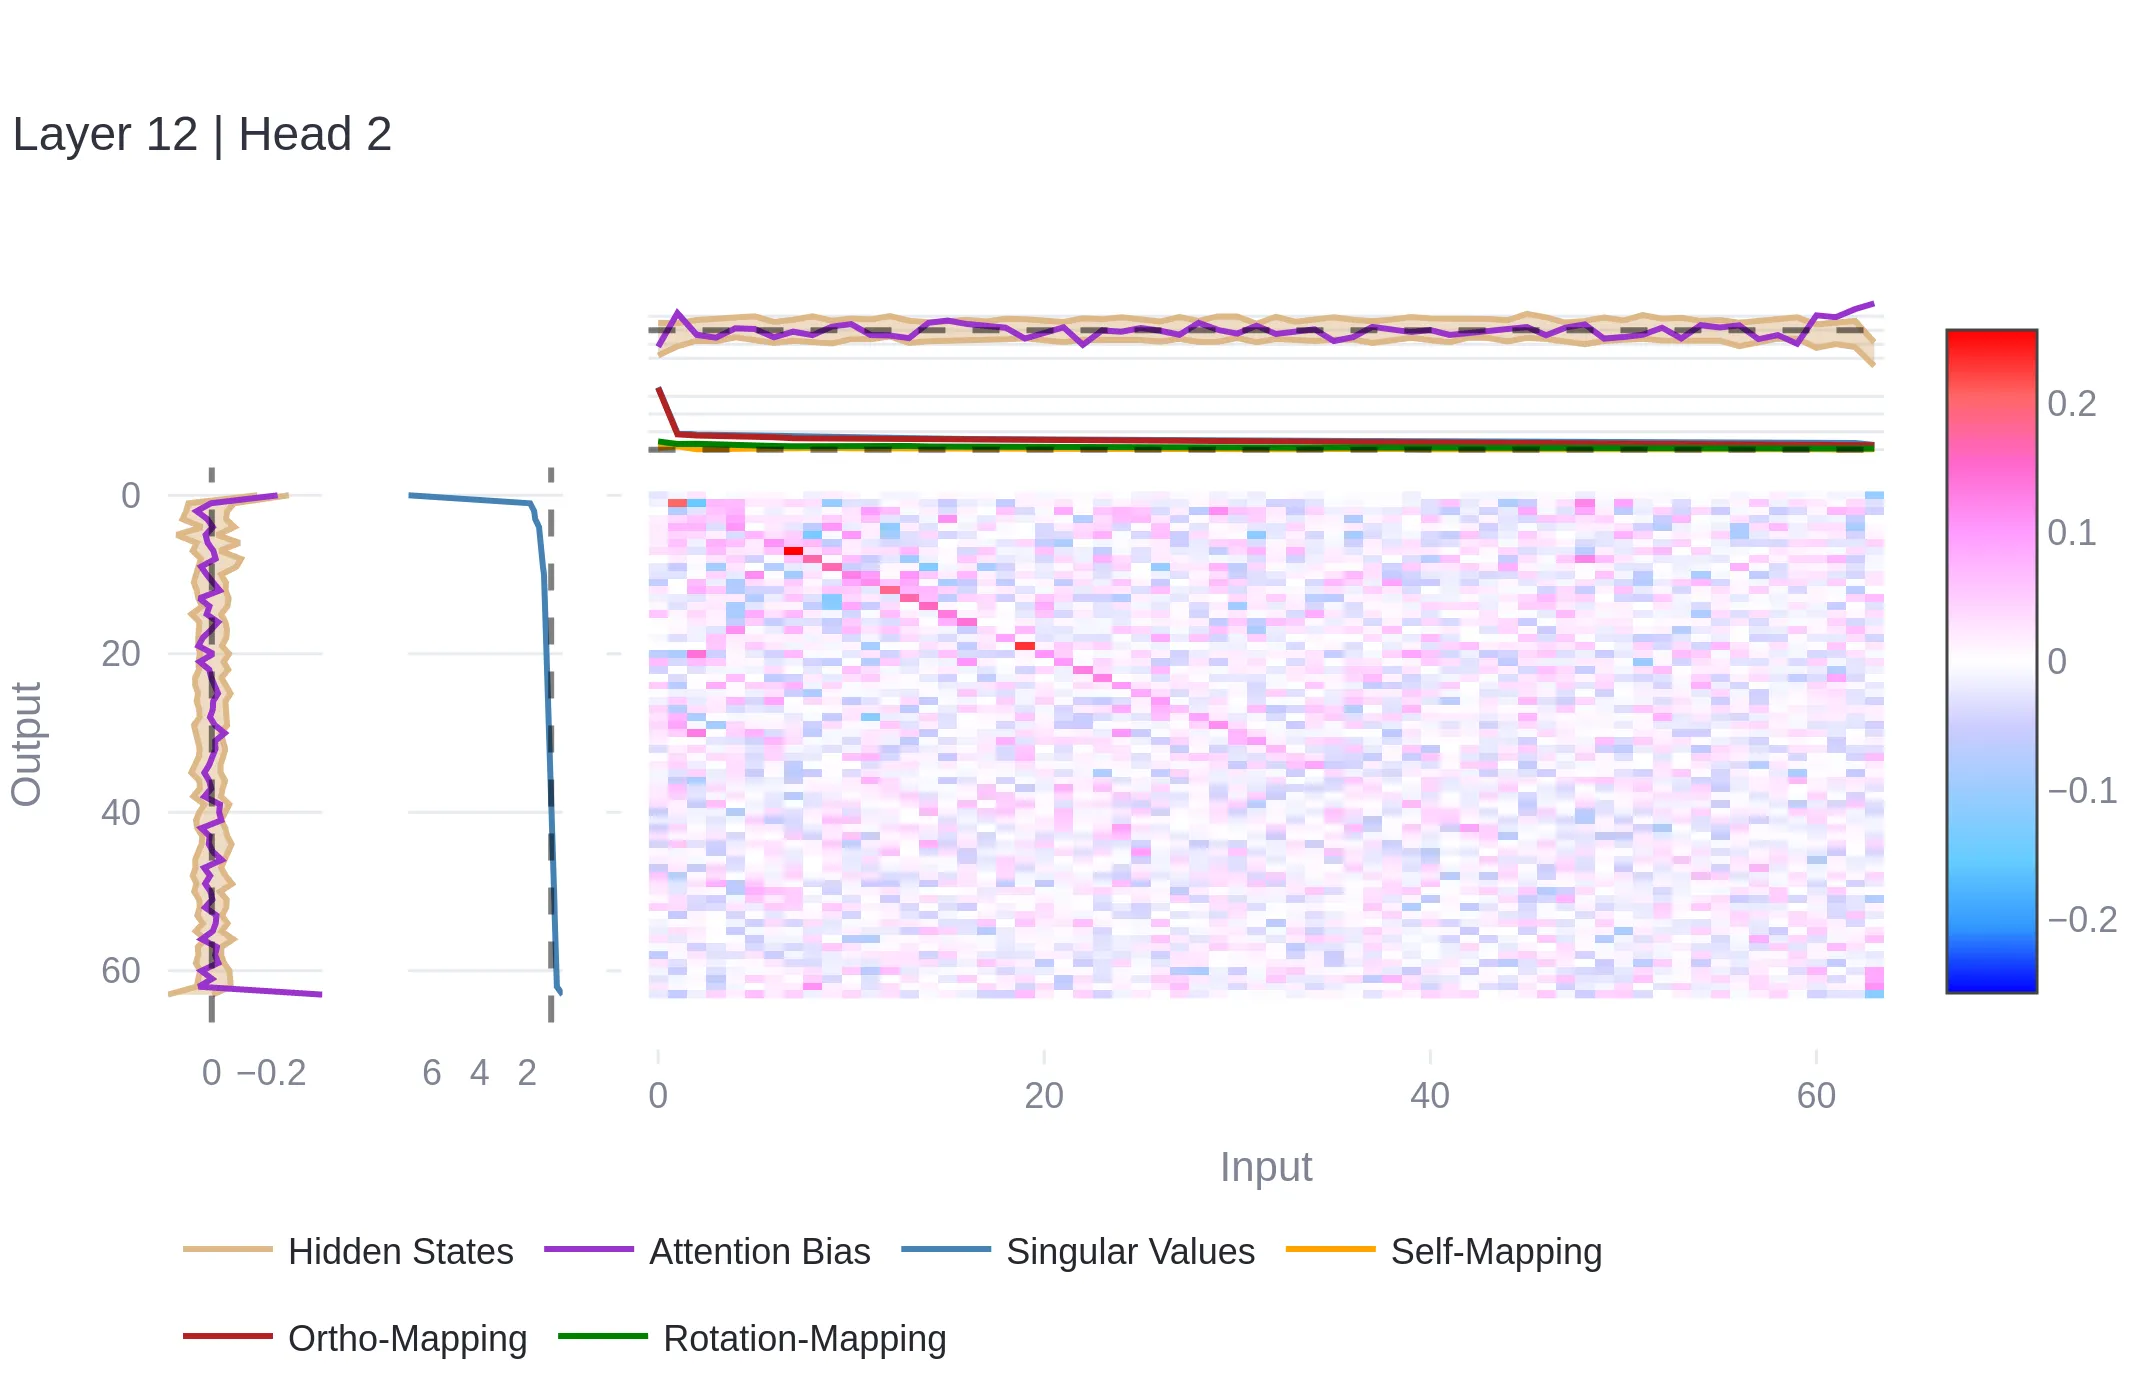 Layer 12 | Head 2
0.2
0.1
0
−0.1
−0.2
0
20
40
60
Output
0 −0.2
6 4 2
0 20 40 60
Input
Hidden States Attention Bias Singular Values Self-Mapping
Ortho-Mapping Rotation-Mapping